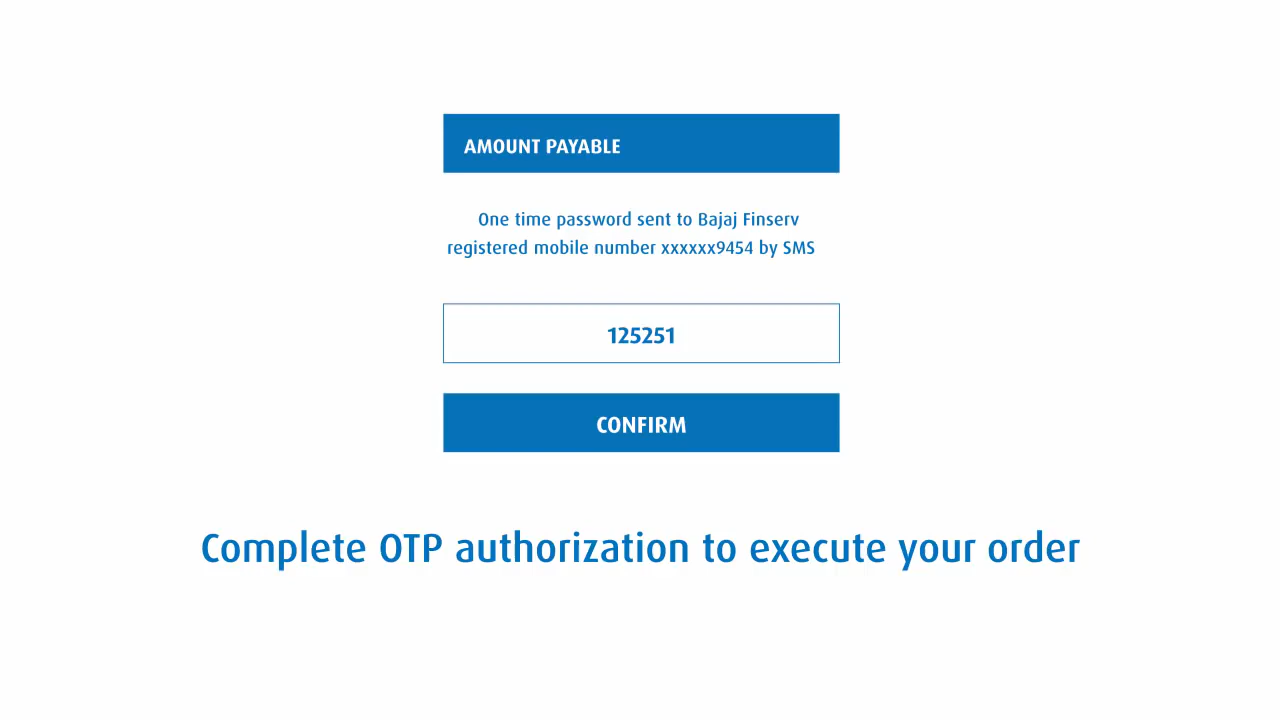 AMOUNT PAYABLE
One time password sent to Bajaj Finserv
registered mobile number xxxxxx9454 by SMS
125251
CONFIRM
Complete OTP authorization to execute your order